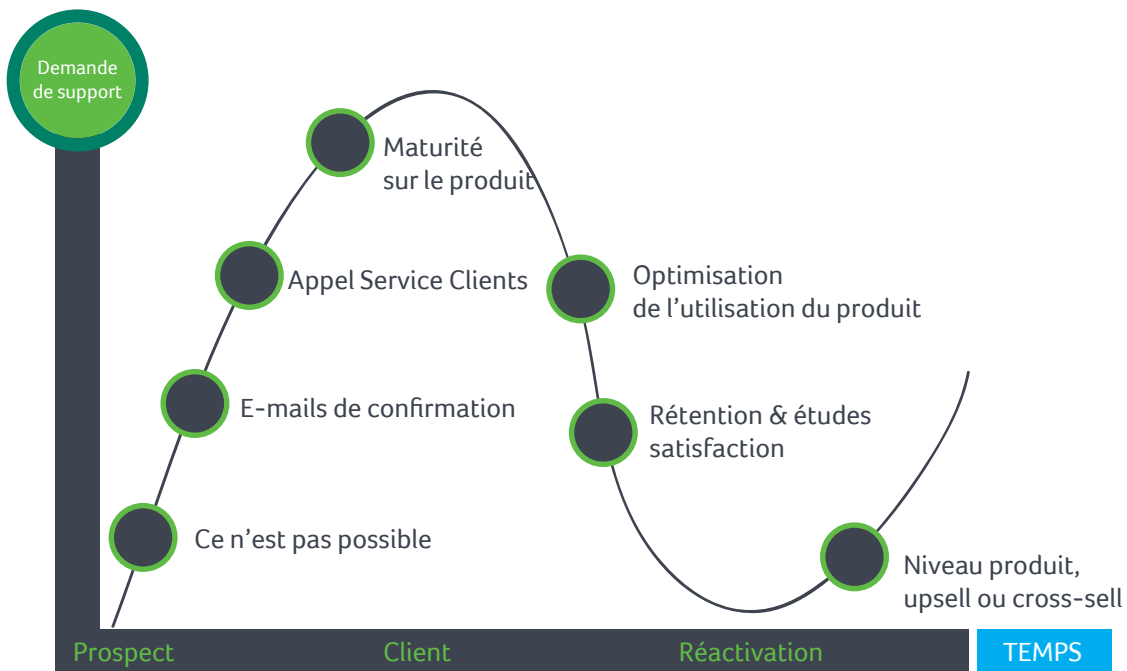 Demande
de support
Maturité
sur le produit
Appel Service Clients
Optimisation
de l’utilisation du produit
E-mails de confirmation
Rétention & études
satisfaction
Ce n’est pas possible
Niveau produit,
upsell ou cross-sell
Prospect
Client
Réactivation
TEMPS